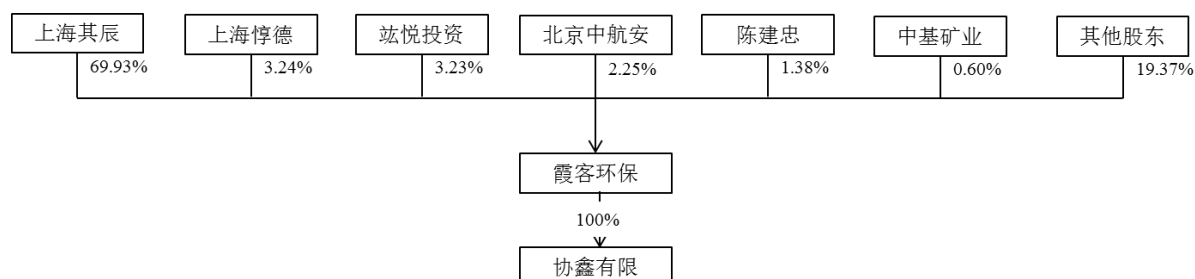 上海其辰
上海惇德
竑悦投资
北京中航安
陈建忠
中基矿业
其他股东
69.93%
3.24%
3.23%
2.25%
1.38%
0.60%
19.37%
霞客环保
100%
协鑫有限